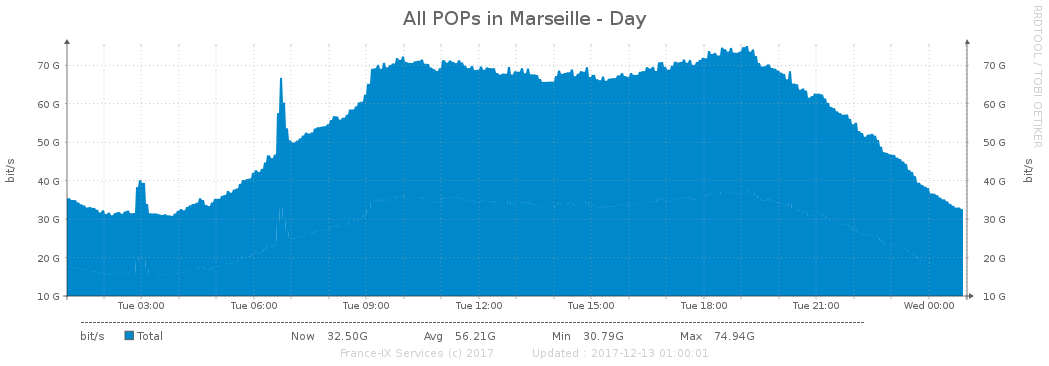 All POPs in Marseille - Day
RRDTOOL / TOBI OETIKER
bit/s
70 G 70 G
60 G 60 G
50 G 50 G
40 G 40 G
30 G 30 G
20 G 20 G
10 G 10 G
bit/s
Tue 03:00 Tue 06:00 Tue 09:00 Tue 12:00 Tue 15:00 Tue 18:00 Tue 21:00 Wed 00:00
bit/s Total Now 32.50G Avg 56.21G Min 30.79G Max 74.94G
France-IX Services (c) 2017 Updated : 2017-12-13 01:00:01